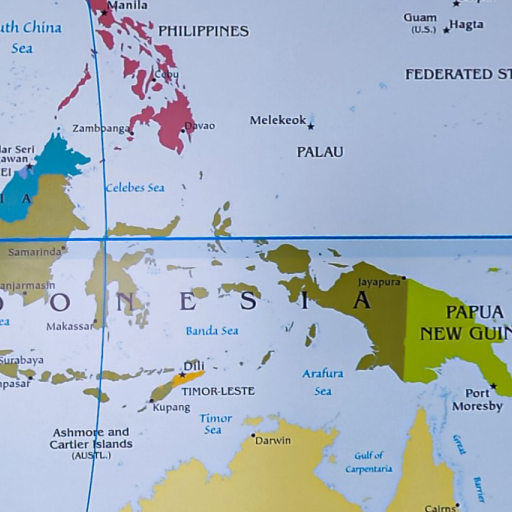 Manila
PHILIPPINES
Guam
(U.S.)
Hagta
uth China
Sea
FEDERATED ST
Cebu
Zamboanga
Davao
Melekeok
PALAU
dar Seri
gawan
EI
I A
Celebes Sea
Samarinda
anjarmasin
Jayapura
O N E S I A
PAPUA
NEW GUIN
ea
Makassar
Banda Sea
Surabaya
npasar
Dili
TIMOR-LESTE
Arafura
Sea
Kupang
Port
Moresby
Timor
Sea
Ashmore and
Cartier Islands
(AUSTL.)
Darwin
Gulf of
Carpentaria
Great
Barrier
Cairns